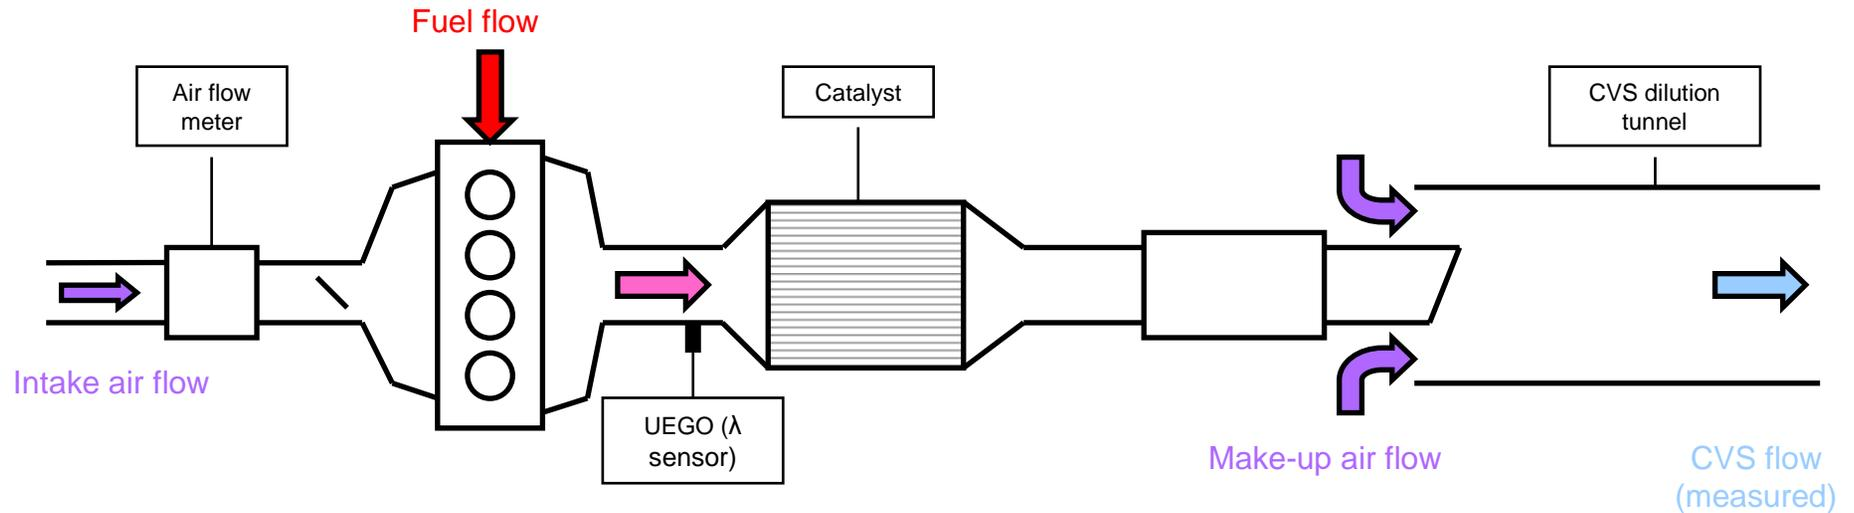 Fuel flow
Air flow
meter
Catalyst
CVS dilution
tunnel
Intake air flow
UEGO (λ
sensor)
Make-up air flow
CVS flow
(measured)